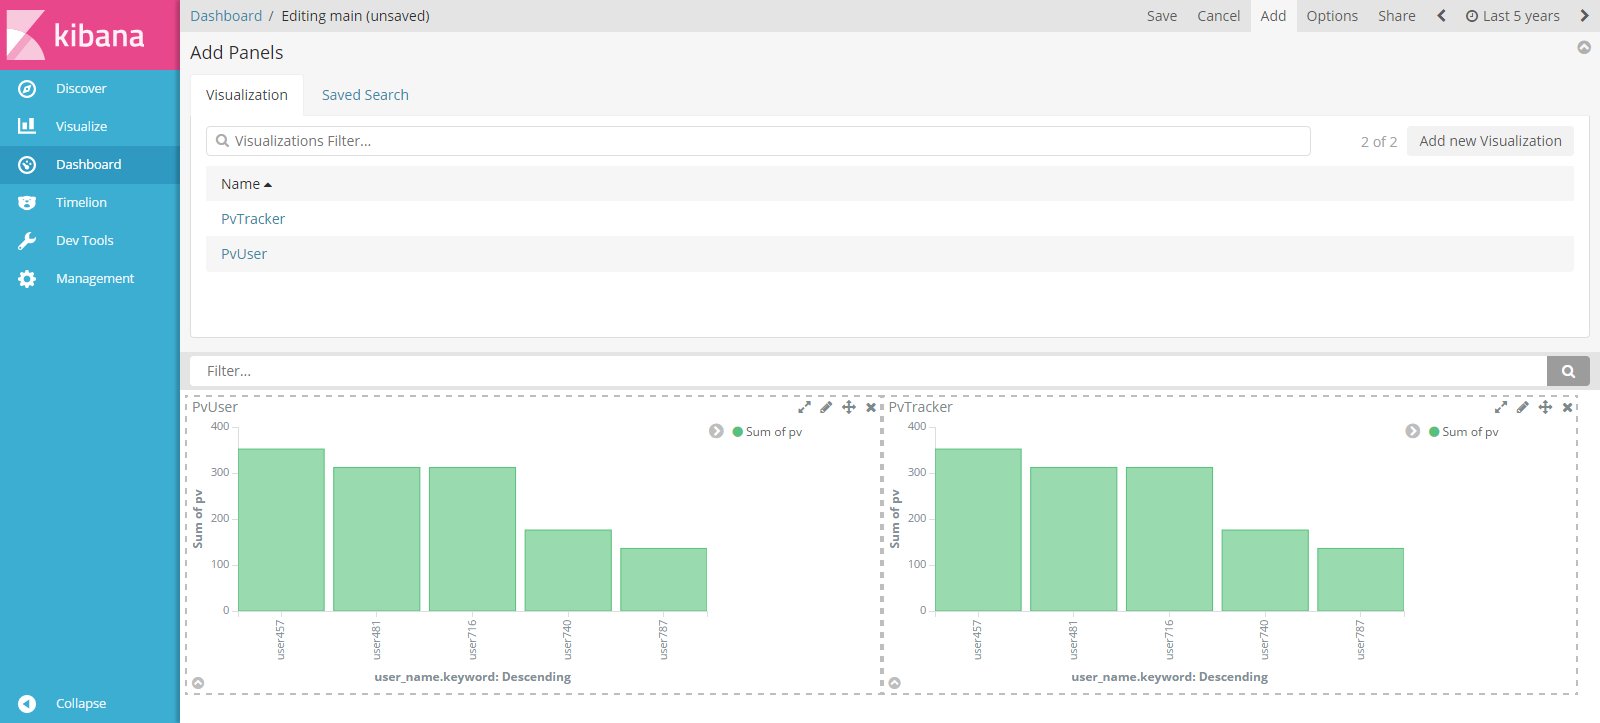 kibana
Discover
Visualize
Dashboard
Timelion
Dev Tools
Management
Collapse
Dashboard / Editing main (unsaved)
Save Cancel Add Options Share Last 5 years
Add Panels
Visualization Saved Search
Visualizations Filter... 2 of 2 Add new Visualization
Name
PvTracker
PvUser
Filter...
PvUser
Sum of pv
400
300
200
100
0
Sum of pv
user457
user481
user716
user740
user787
user_name.keyword: Descending
PvTracker
Sum of pv
400
300
200
100
0
Sum of pv
user457
user481
user716
user740
user787
user_name.keyword: Descending